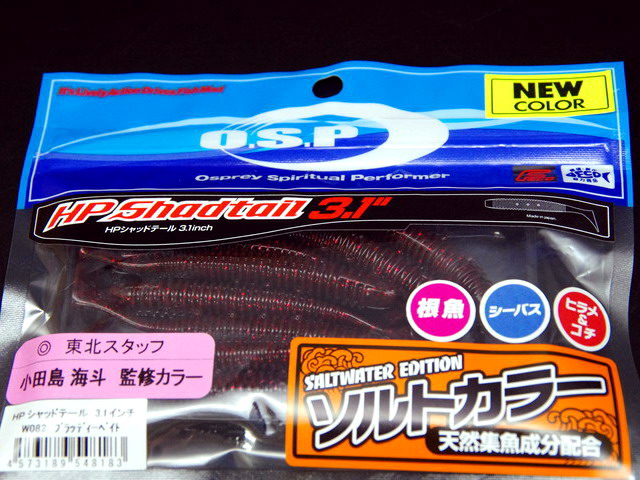 NEW
COLOR
O.S.P
Osprey Spiritual Performer
HP Shadtail 3.1"
HPシャッドテール 3.1inch
Made in Japan
根魚
シーバス
ヒラメ
&
コチ
◎ 東北スタッフ
小田島 海斗 監修カラー
SALTWATER EDITION
ソルトカラー
天然集魚成分配合
HP シャッドテール 3.1インチ
W082 ブラッディーベイト
4573189548183